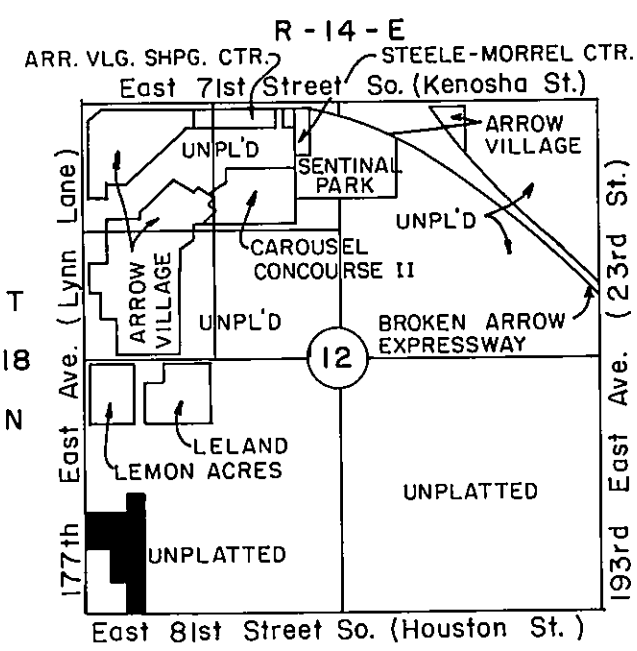 R - 14 - E
ARR. VLG. SHPG. CTR.
STEELE-MORREL CTR.
East 71st Street So. (Kenosha St.)
UNPL'D
ARROW
VILLAGE
SENTINAL
PARK
UNPL'D
CAROUSEL
CONCOURSE II
ARROW
VILLAGE
UNPL'D
BROKEN ARROW
EXPRESSWAY
T
18
N
12
177th East Ave. (Lynn Lane)
193rd East Ave. (23rd St.)
LELAND
LEMON ACRES
UNPLATTED
UNPLATTED
East 81st Street So. (Houston St.)